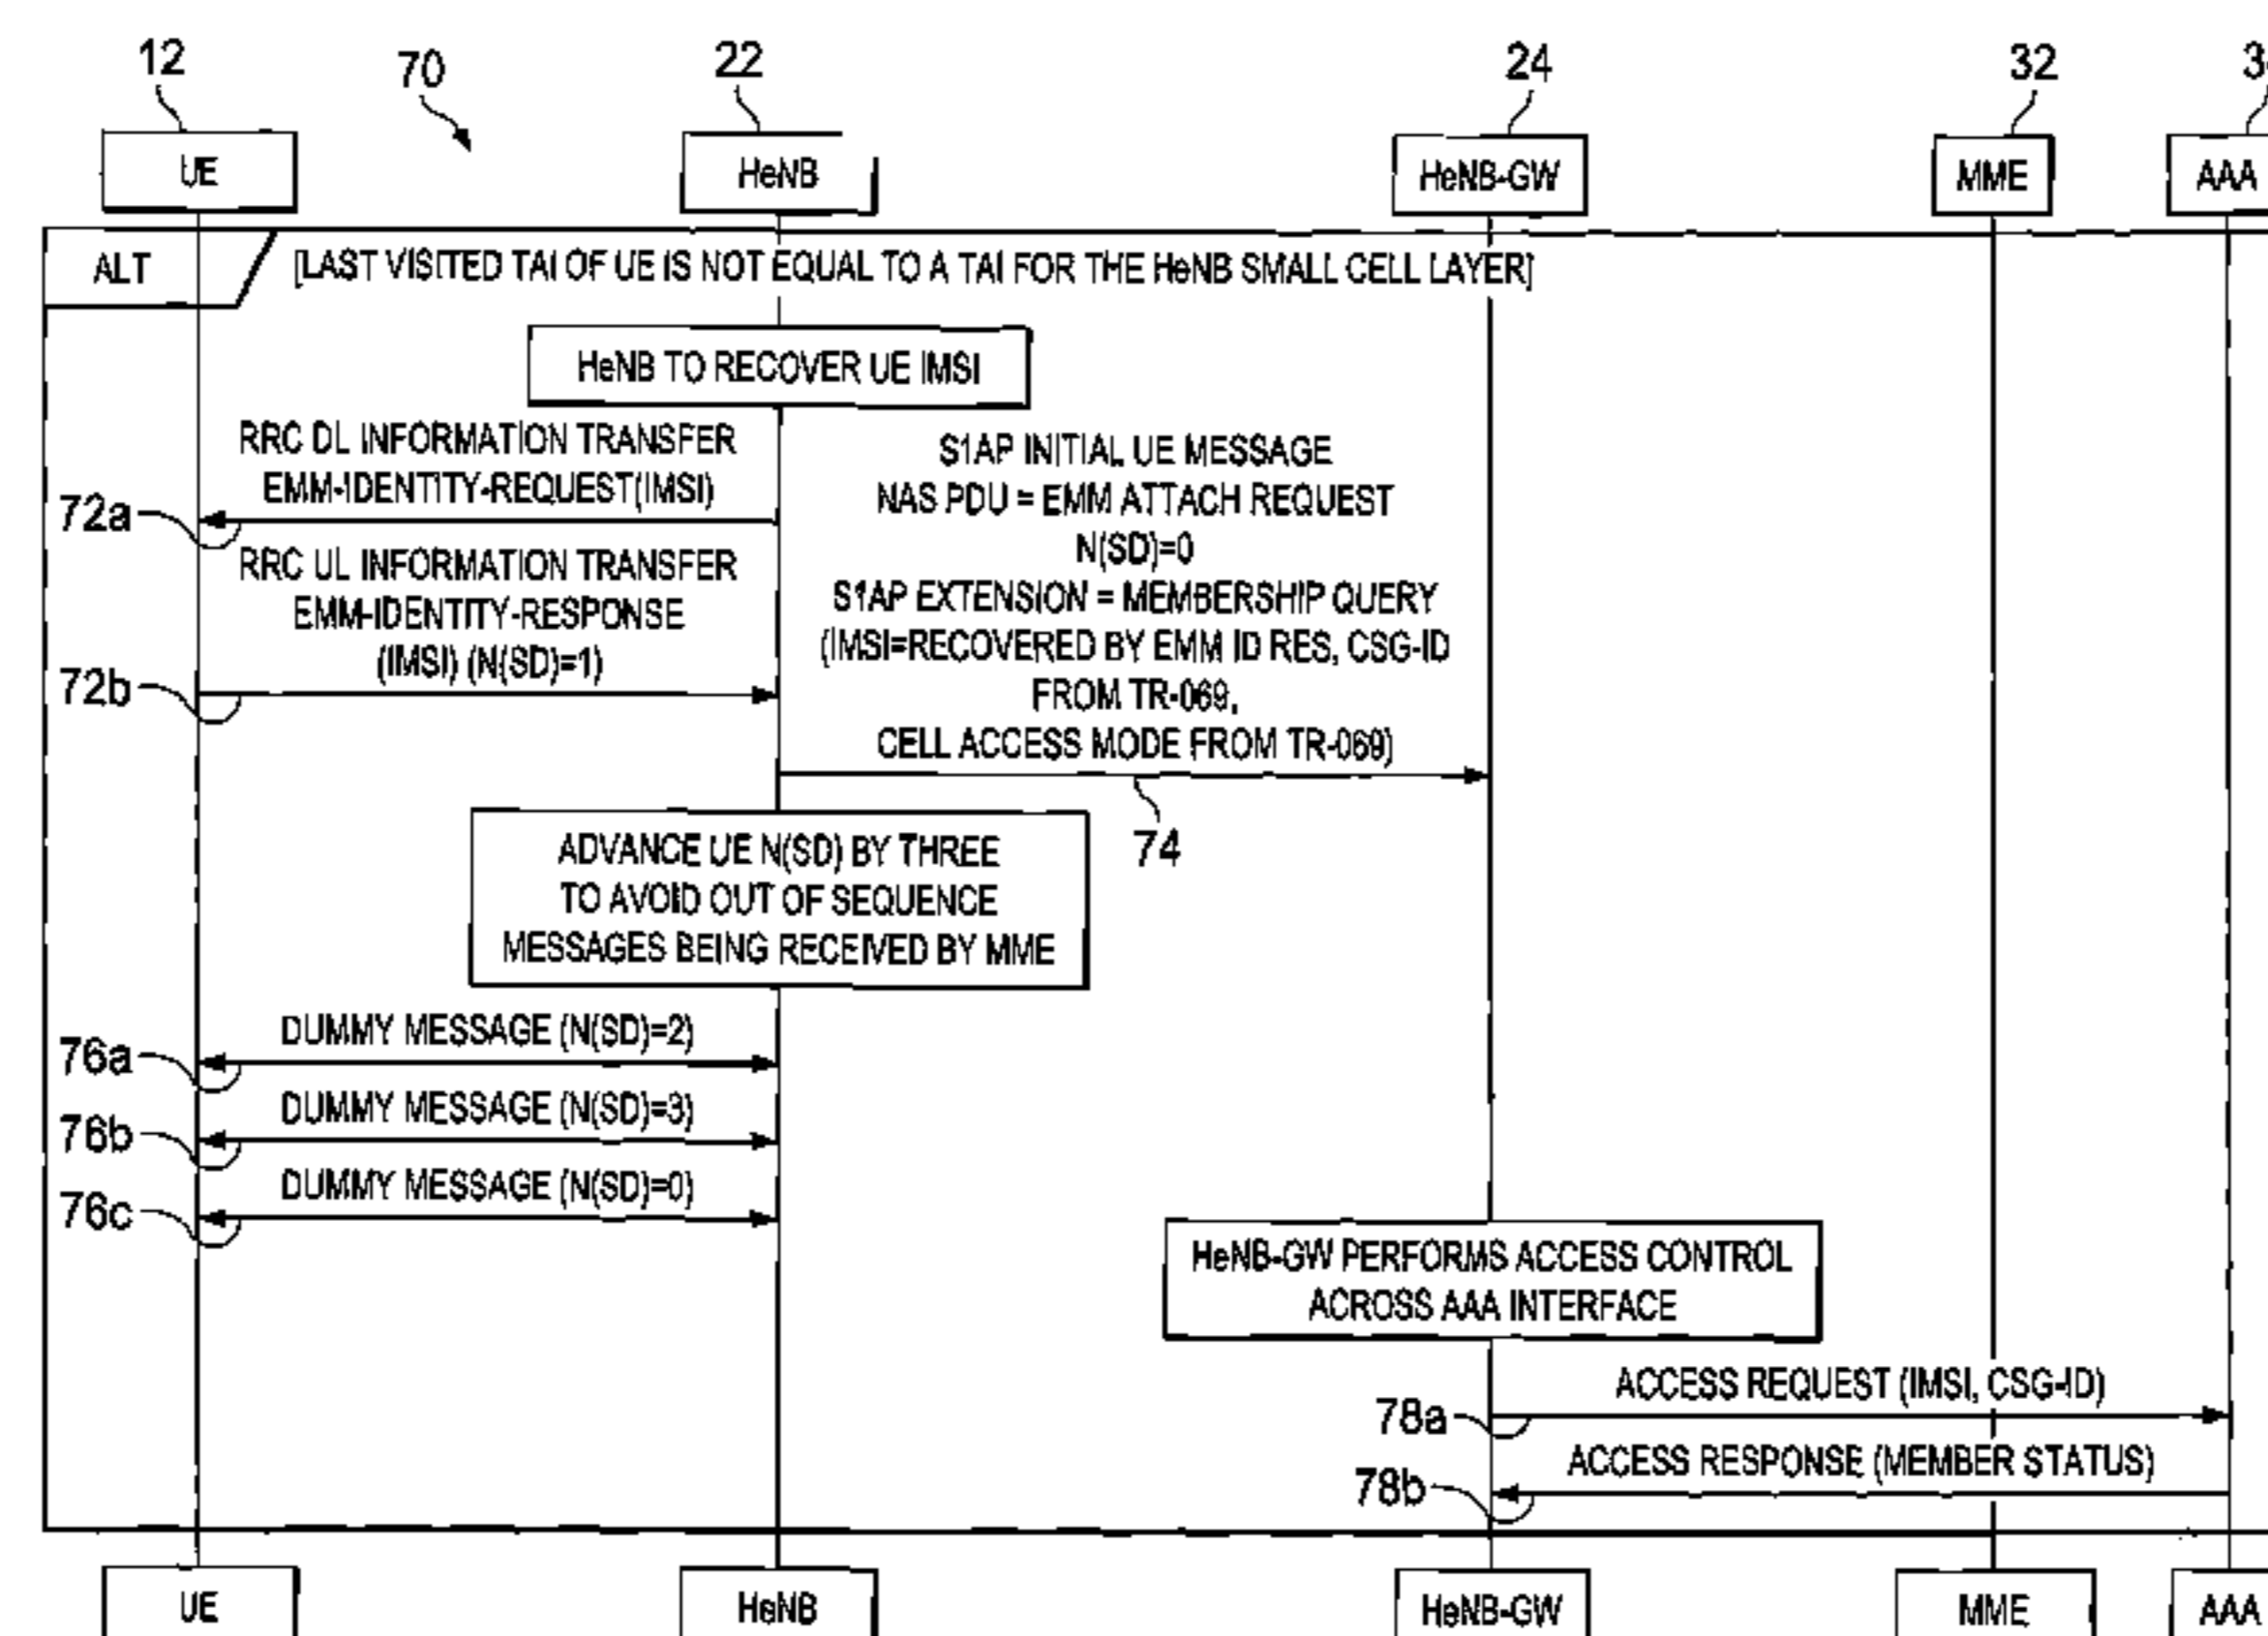 12
70
22
24
32
UE
HeNB
HeNB-GW
MME
AAA
ALT
[LAST VISITED TAI OF UE IS NOT EQUAL TO A TAI FOR THE HeNB SMALL CELL LAYER]
HeNB TO RECOVER UE IMSI
RRC DL INFORMATION TRANSFER
EMM-IDENTITY-REQUEST(IMSI)
72a
RRC UL INFORMATION TRANSFER
EMM-IDENTITY-RESPONSE
(IMSI) (N(SD)=1)
72b
S1AP INITIAL UE MESSAGE
NAS PDU = EMM ATTACH REQUEST
N(SD)=0
S1AP EXTENSION = MEMBERSHIP QUERY
(IMSI=RECOVERED BY EMM ID RES, CSG-ID
FROM TR-069,
CELL ACCESS MODE FROM TR-069)
74
ADVANCE UE N(SD) BY THREE
TO AVOID OUT OF SEQUENCE
MESSAGES BEING RECEIVED BY MME
DUMMY MESSAGE (N(SD)=2)
76a
DUMMY MESSAGE (N(SD)=3)
76b
DUMMY MESSAGE (N(SD)=0)
76c
HeNB-GW PERFORMS ACCESS CONTROL
ACROSS AAA INTERFACE
ACCESS REQUEST (IMSI, CSG-ID)
78a
ACCESS RESPONSE (MEMBER STATUS)
78b
UE
HeNB
HeNB-GW
MME
AAA